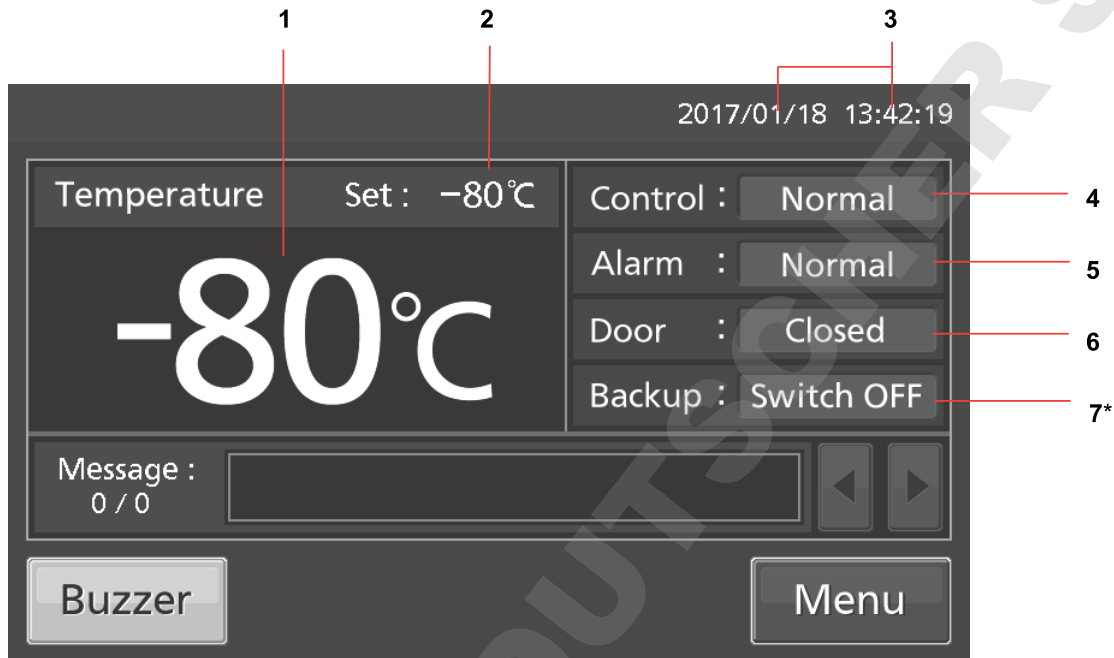 1 2 3
2017/01/18 13:42:19
Temperature Set : −80℃
-80℃
Control : Normal 4
Alarm : Normal 5
Door : Closed 6
Backup : Switch OFF 7*
Message :
0 / 0
Buzzer Menu